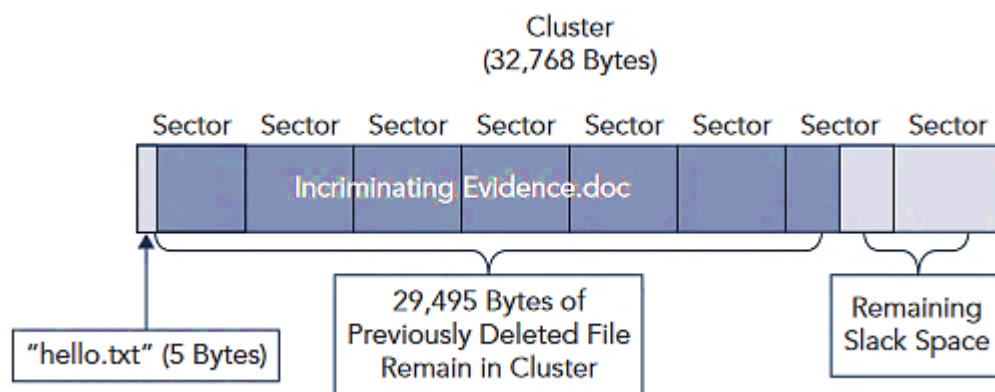 Cluster
(32,768 Bytes)
Sector Sector Sector Sector Sector Sector Sector Sector
Incriminating Evidence.doc
"hello.txt" (5 Bytes)
29,495 Bytes of
Previously Deleted File
Remain in Cluster
Remaining
Slack Space